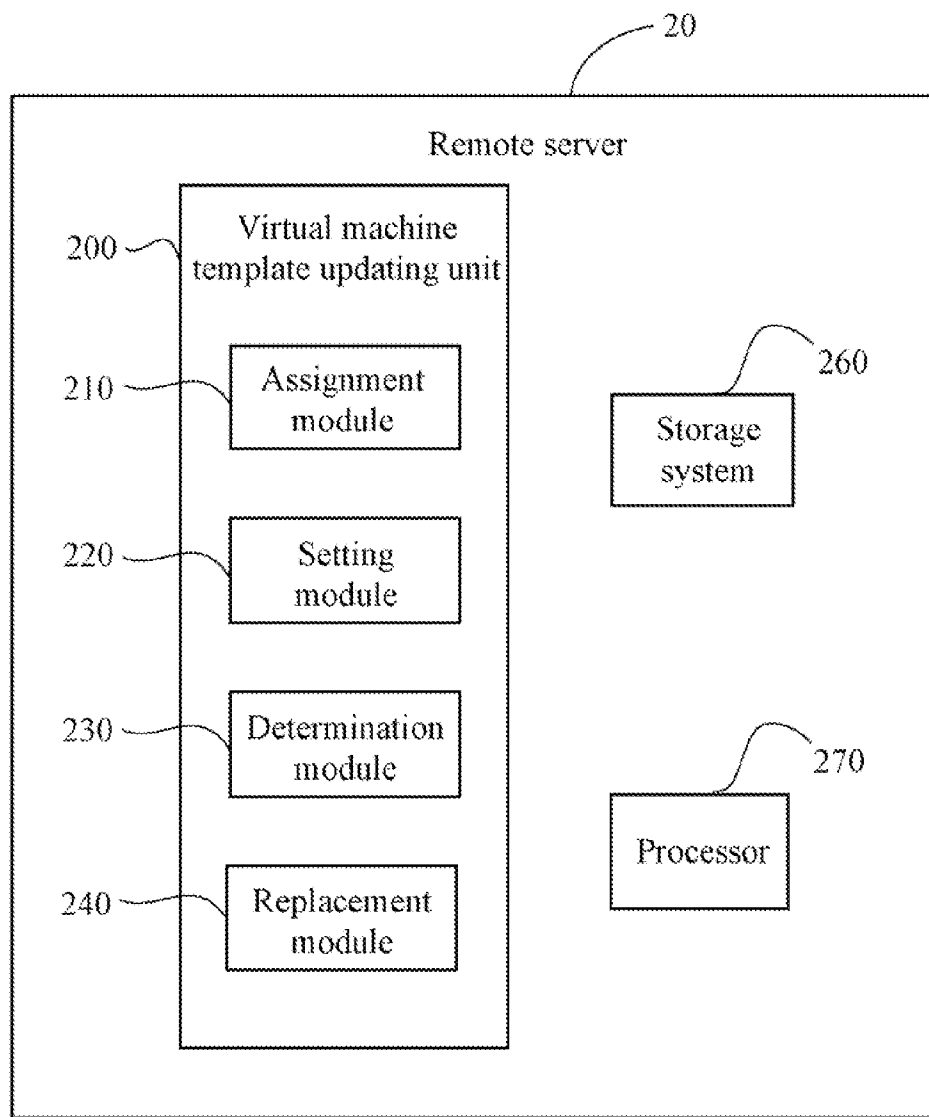 20
Remote server
200
Virtual machine
template updating unit
210
Assignment
module
260
Storage
system
220
Setting
module
230
Determination
module
270
Processor
240
Replacement
module